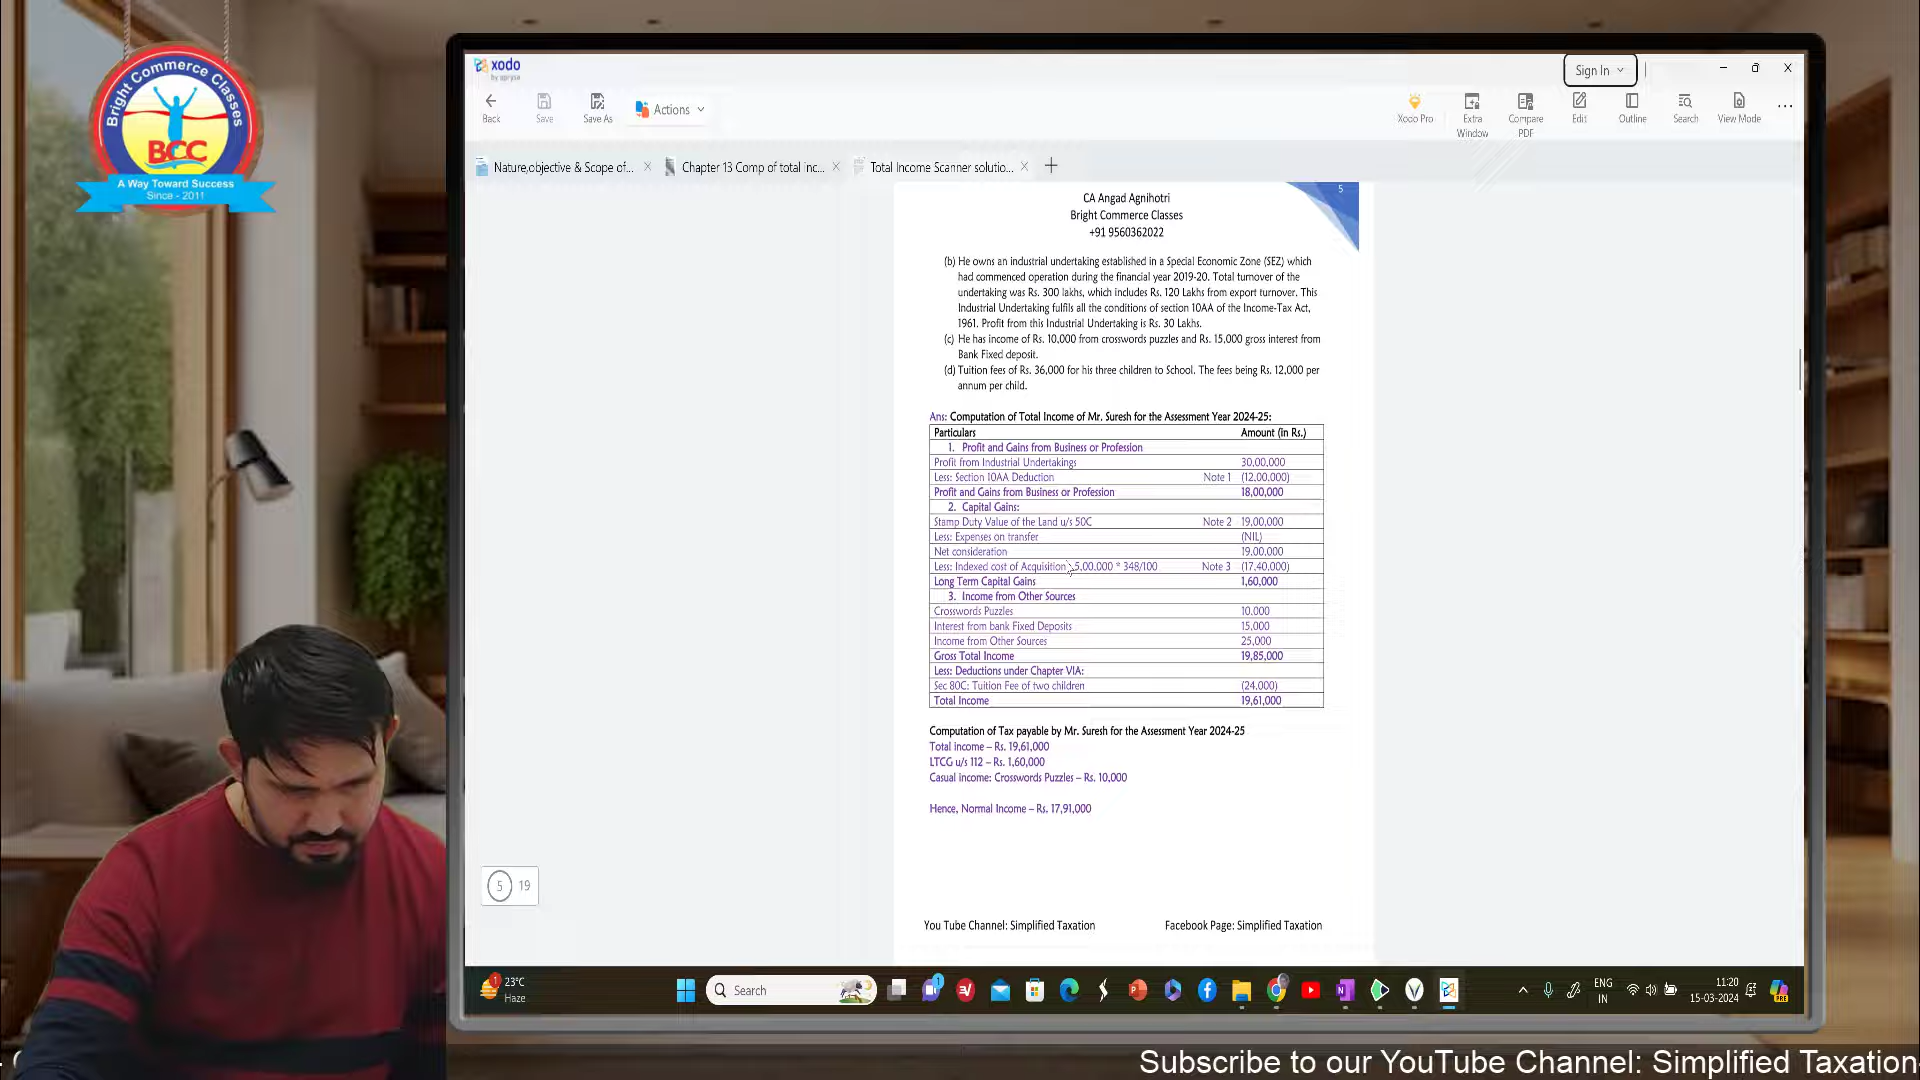 Bright Commerce Classes
BCC
A Way Toward Success
Since - 2011
xodo
by apryse
Sign In
Back
Save
Save As
Actions
Xodo Pro
Extra Window
Compare PDF
Edit
Outline
Search
View Mode
Nature,objective & Scope of...
Chapter 13 Comp of total inc...
Total Income Scanner solutio...
5
CA Angad Agnihotri
Bright Commerce Classes
+91 9560362022
(b) He owns an industrial undertaking established in a Special Economic Zone (SEZ) which
had commenced operation during the financial year 2019-20. Total turnover of the
undertaking was Rs. 300 lakhs, which includes Rs. 120 Lakhs from export turnover. This
Industrial Undertaking fulfils all the conditions of section 10AA of the Income-Tax Act,
1961. Profit from this Industrial Undertaking is Rs. 30 Lakhs.
(c) He has income of Rs. 10,000 from crosswords puzzles and Rs. 15,000 gross interest from
Bank Fixed deposit.
(d) Tuition fees of Rs. 36,000 for his three children to School. The fees being Rs. 12,000 per
annum per child.
Ans: Computation of Total Income of Mr. Suresh for the Assessment Year 2024-25:
Particulars Amount (in Rs.)
1. Profit and Gains from Business or Profession
Profit from Industrial Undertakings 30,00,000
Less: Section 10AA Deduction Note 1 (12,00,000)
Profit and Gains from Business or Profession 18,00,000
2. Capital Gains:
Stamp Duty Value of the Land u/s 50C Note 2 19,00,000
Less: Expenses on transfer (NIL)
Net consideration 19,00,000
Less: Indexed cost of Acquisition 5,00,000 * 348/100 Note 3 (17,40,000)
Long Term Capital Gains 1,60,000
3. Income from Other Sources
Crosswords Puzzles 10,000
Interest from bank Fixed Deposits 15,000
Income from Other Sources 25,000
Gross Total Income 19,85,000
Less: Deductions under Chapter VIA:
Sec 80C: Tuition Fee of two children (24,000)
Total Income 19,61,000
Computation of Tax payable by Mr. Suresh for the Assessment Year 2024-25
Total income – Rs. 19,61,000
LTCG u/s 112 – Rs. 1,60,000
Casual income: Crosswords Puzzles – Rs. 10,000
Hence, Normal Income – Rs. 17,91,000
5 19
You Tube Channel: Simplified Taxation Facebook Page: Simplified Taxation
23°C
Haze
Search
ENG
IN
11:20
15-03-2024
Subscribe to our YouTube Channel: Simplified Taxation